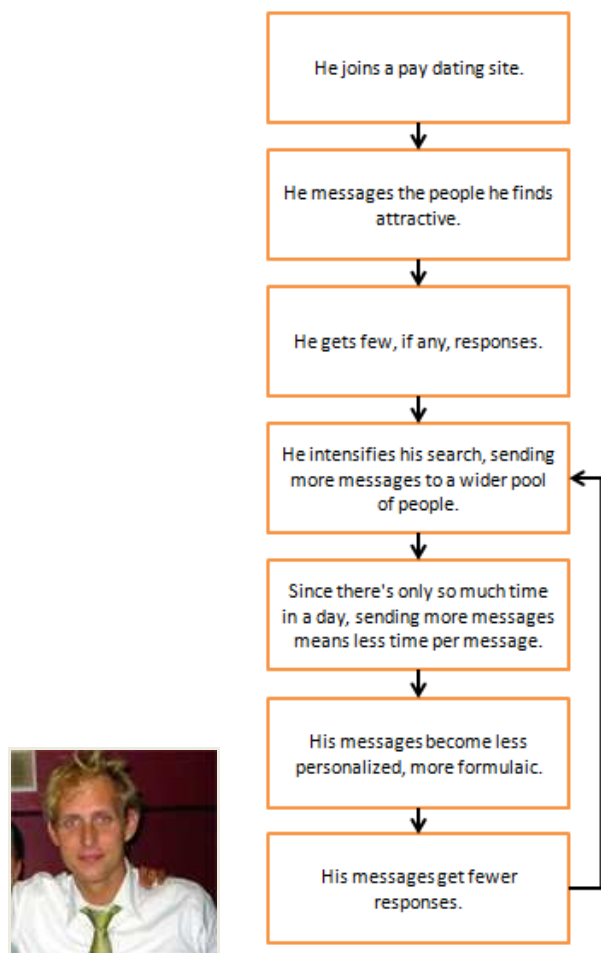 He joins a pay dating site.
He messages the people he finds
attractive.
He gets few, if any, responses.
He intensifies his search, sending
more messages to a wider pool
of people.
Since there's only so much time
in a day, sending more messages
means less time per message.
His messages become less
personalized, more formulaic.
His messages get fewer
responses.